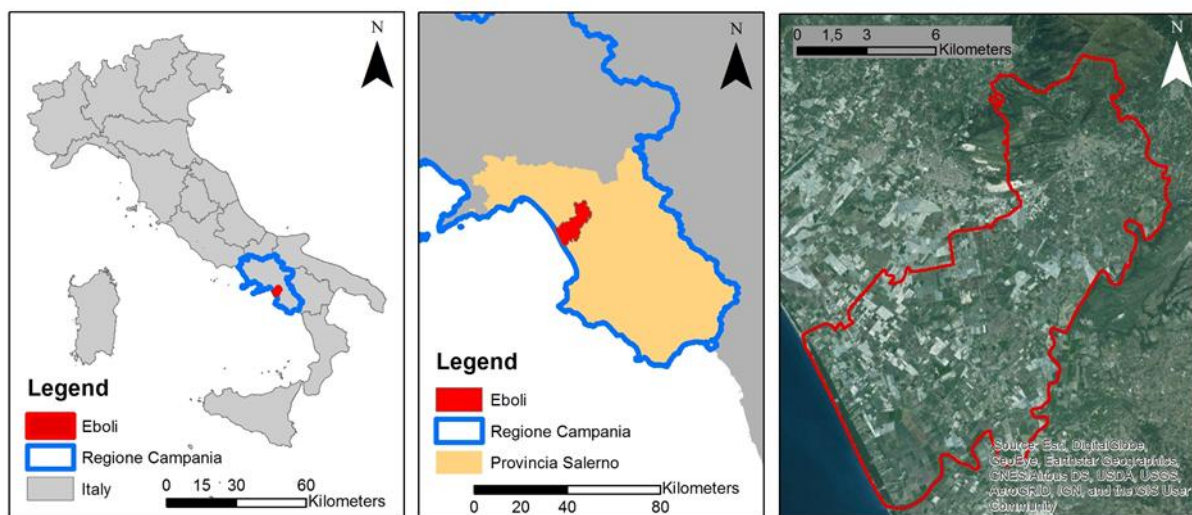 N
Legend
Eboli
Regione Campania
Italy
0 15 30 60
Kilometers
N
Legend
Eboli
Regione Campania
Provincia Salerno
Kilometers
0 20 40 80
0 1,5 3 6
Kilometers
N
Source: Esri, DigitalGlobe,
GeoEye, Earthstar Geographics,
CNES/Airbus DS, USDA, USGS,
AeroGRID, IGN, and the GIS User
Community